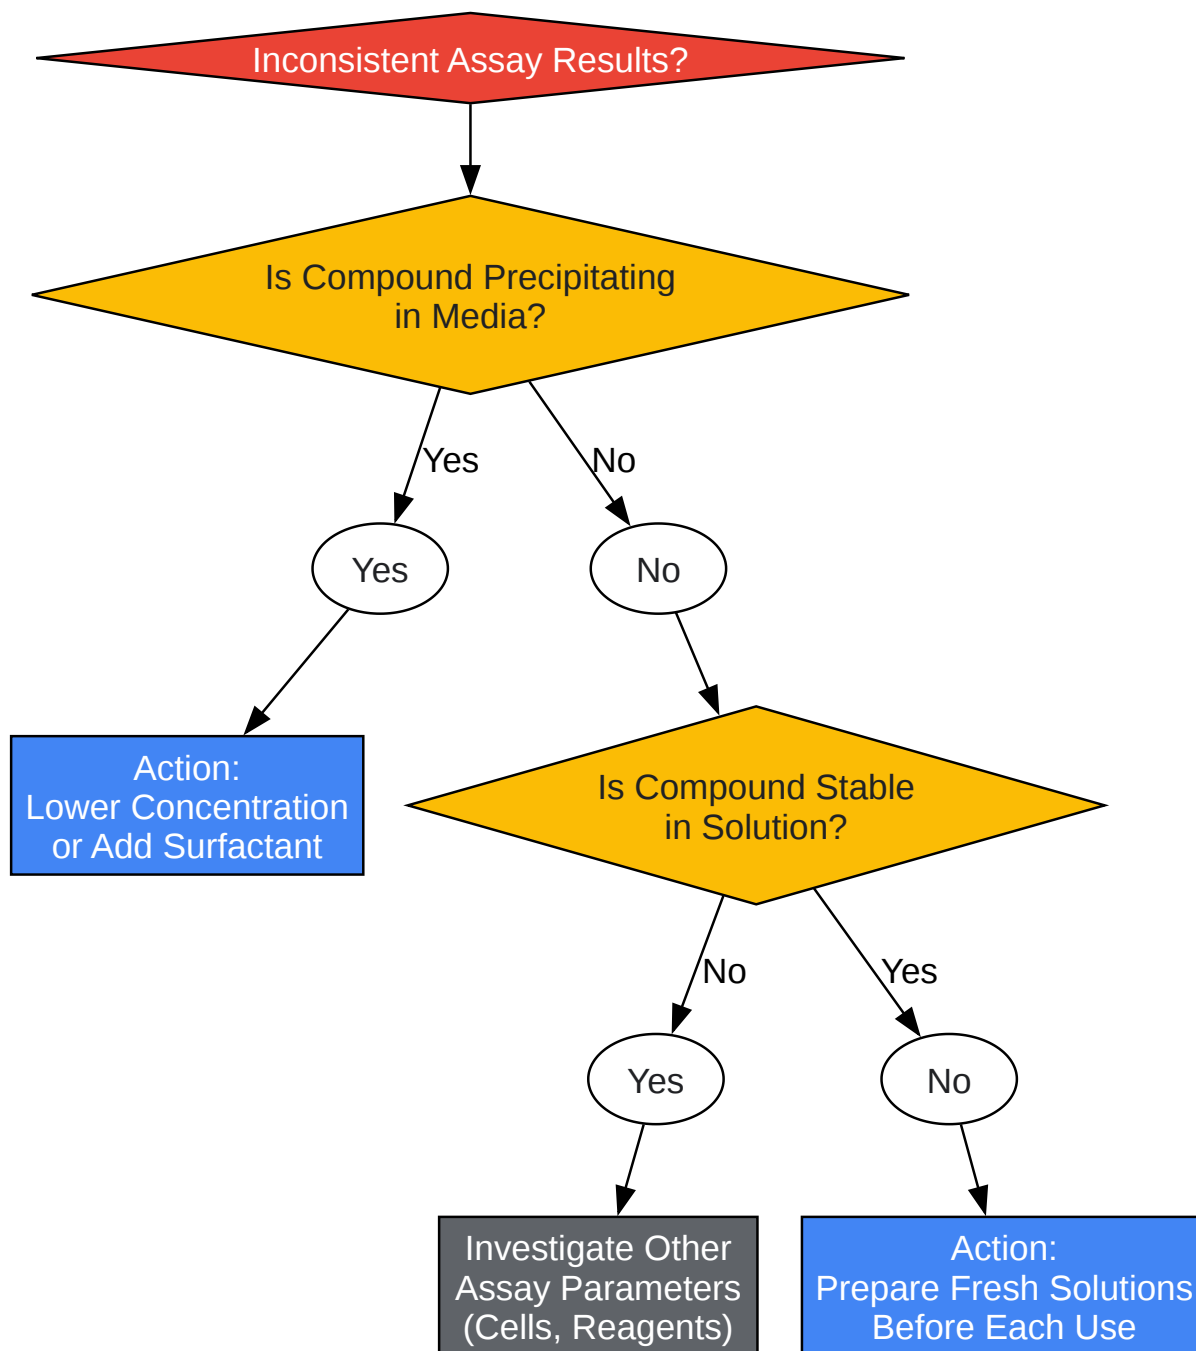 Inconsistent Assay Results?
Is Compound Precipitating
in Media?
Yes
No
Yes
No
Action:
Lower Concentration
or Add Surfactant
Is Compound Stable
in Solution?
No
Yes
Yes
No
Investigate Other
Assay Parameters
(Cells, Reagents)
Action:
Prepare Fresh Solutions
Before Each Use